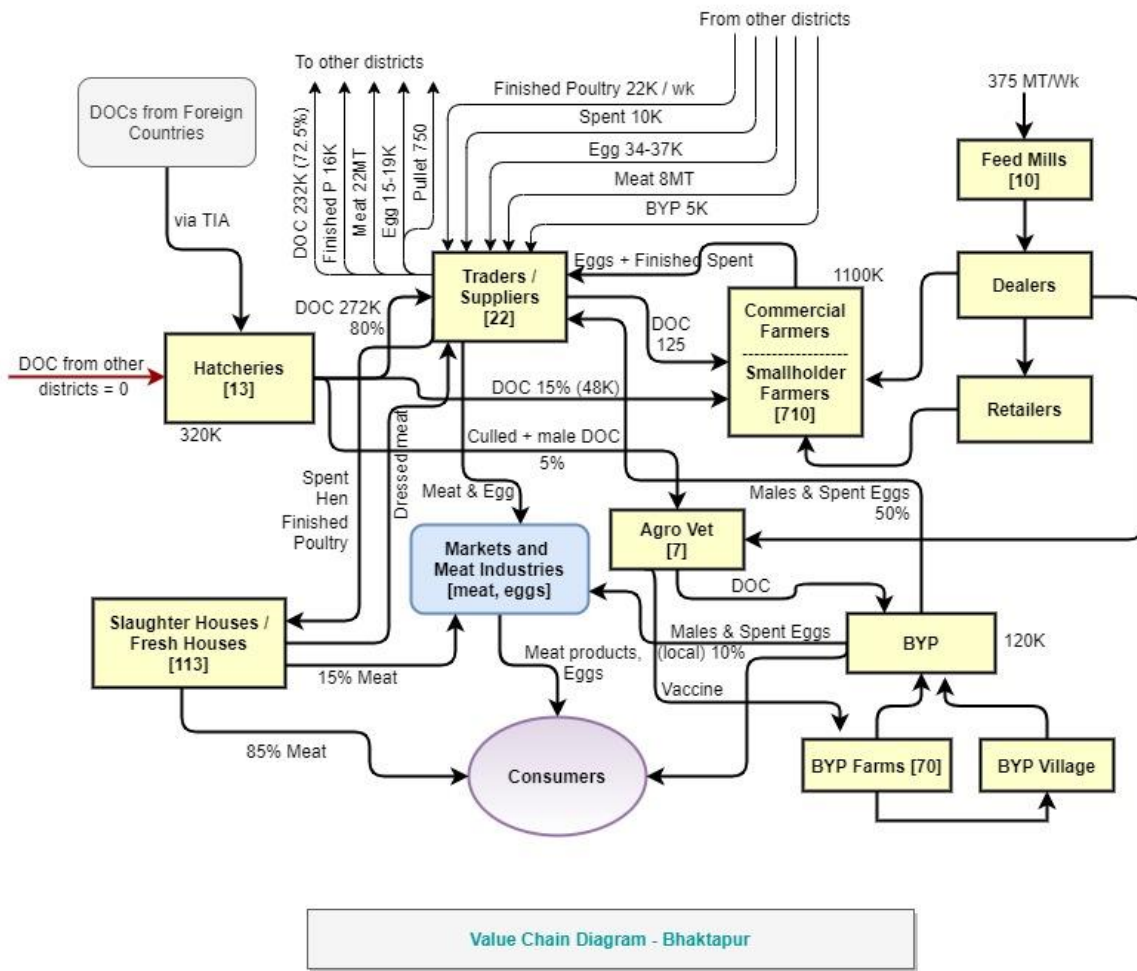 From other districts
To other districts
DOCs from Foreign
Countries
Finished Poultry 22K / wk
375 MT/Wk
Spent 10K
DOC 232K (72.5%)
Finished P 16K
Meat 22MT
Egg 15-19K
Pullet 750
Egg 34-37K
Feed Mills
[10]
Meat 8MT
via TIA
BYP 5K
Eggs + Finished Spent
1100K
Traders /
Suppliers
[22]
Dealers
DOC 272K
80%
Commercial
Farmers
DOC
125
DOC from other
districts = 0
Hatcheries
[13]
Smallholder
Farmers
[710]
DOC 15% (48K)
Retailers
320K
Culled + male DOC
5%
Dressed meat
Spent
Hen
Finished
Poultry
Meat & Egg
Males & Spent Eggs
50%
Agro Vet
[7]
Markets and
Meat Industries
[meat, eggs]
DOC
Slaughter Houses /
Fresh Houses
[113]
Males & Spent Eggs
(local) 10%
BYP
120K
Meat products,
Eggs
15% Meat
Vaccine
85% Meat
Consumers
BYP Farms [70]
BYP Village
Value Chain Diagram - Bhaktapur